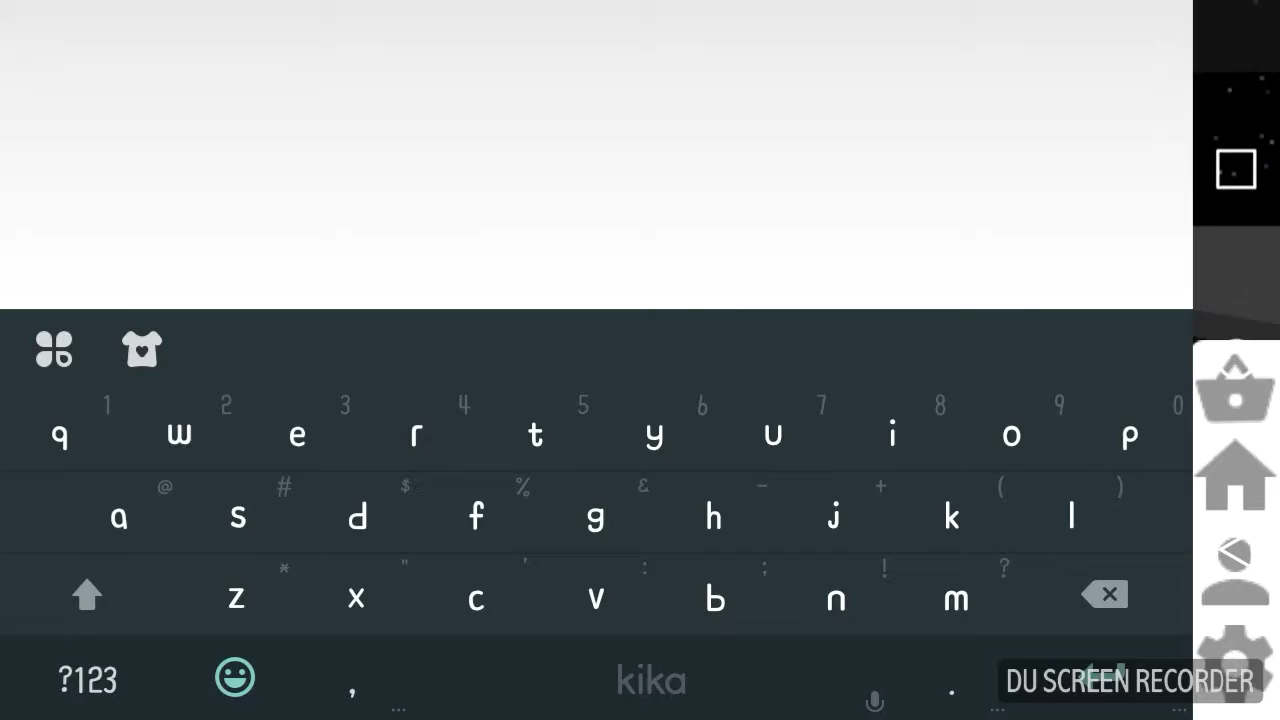 1 2 3 4 5 6 7 8 9 0
q w e r t y u i o p
@ # $ % & - + ( )
a s d f g h j k l
* " ' : ; ! ?
z x c v b n m
?123 , kika . DU SCREEN RECORDER